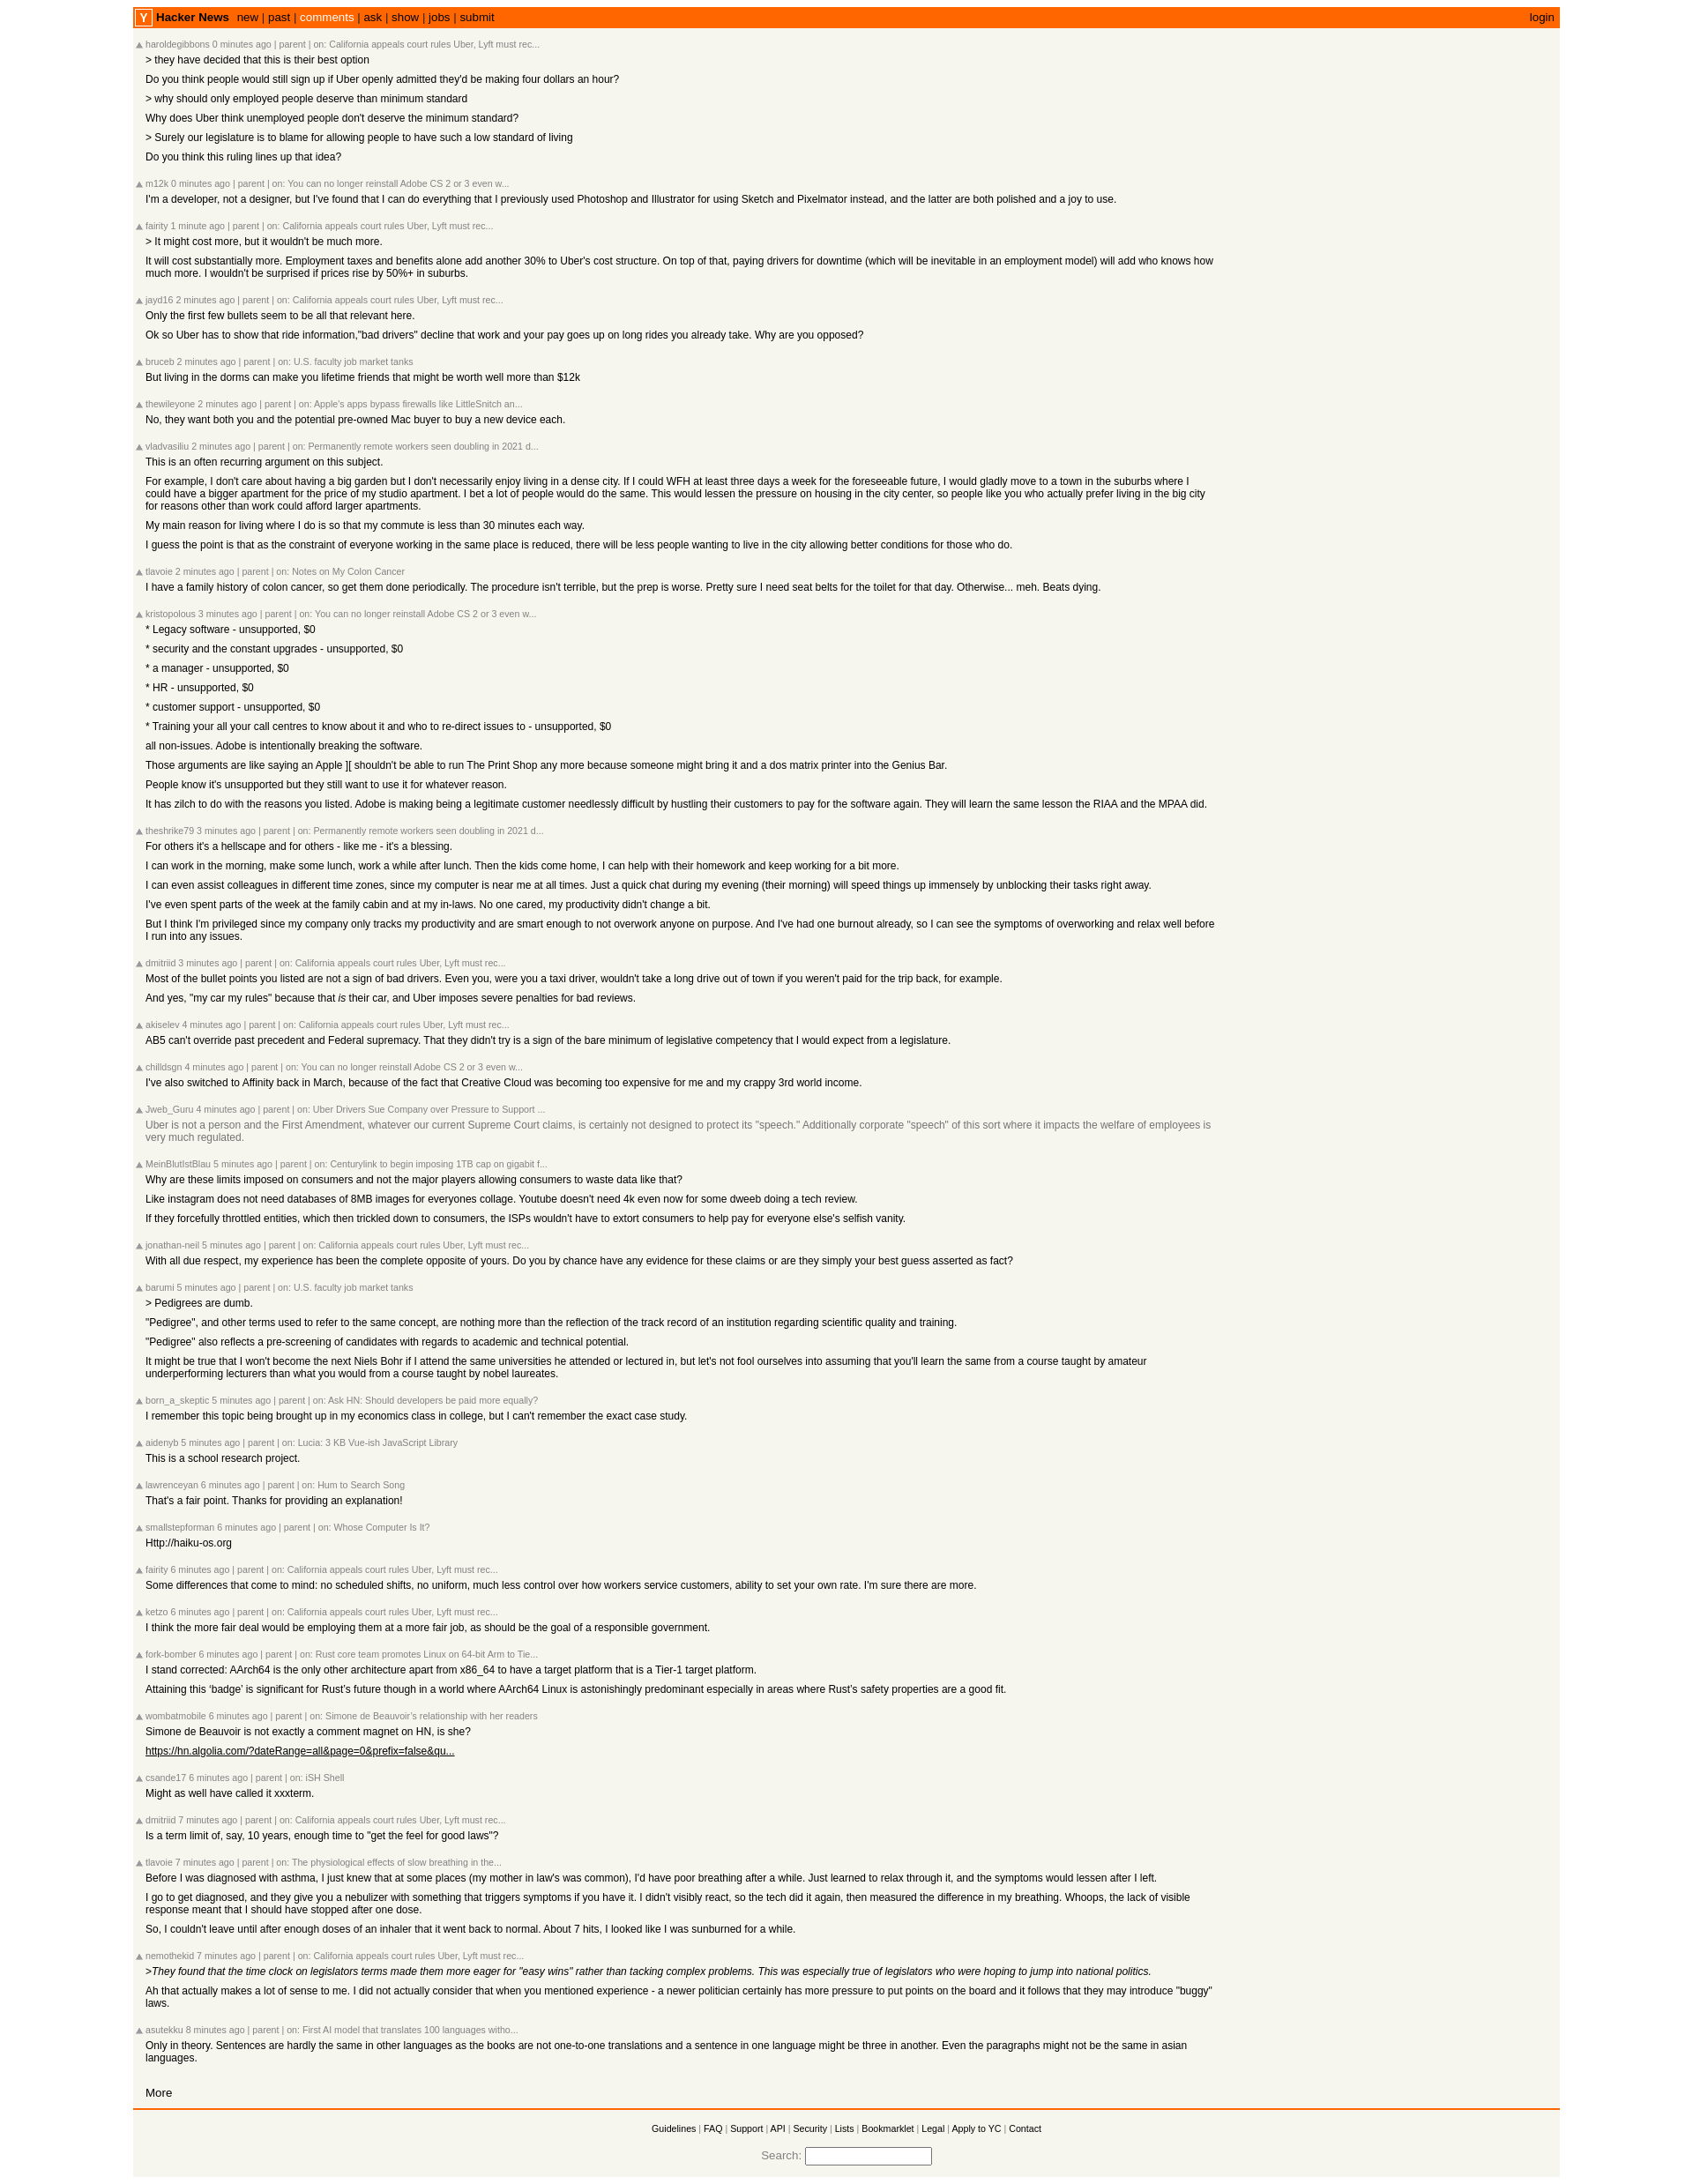 Y Hacker News new | past | comments | ask | show | jobs | submit login
haroldegibbons 0 minutes ago | parent | on: California appeals court rules Uber, Lyft must rec...
> they have decided that this is their best option
Do you think people would still sign up if Uber openly admitted they'd be making four dollars an hour?
> why should only employed people deserve than minimum standard
Why does Uber think unemployed people don't deserve the minimum standard?
> Surely our legislature is to blame for allowing people to have such a low standard of living
Do you think this ruling lines up that idea?
m12k 0 minutes ago | parent | on: You can no longer reinstall Adobe CS 2 or 3 even w...
I'm a developer, not a designer, but I've found that I can do everything that I previously used Photoshop and Illustrator for using Sketch and Pixelmator instead, and the latter are both polished and a joy to use.
fairity 1 minute ago | parent | on: California appeals court rules Uber, Lyft must rec...
> It might cost more, but it wouldn't be much more.
It will cost substantially more. Employment taxes and benefits alone add another 30% to Uber's cost structure. On top of that, paying drivers for downtime (which will be inevitable in an employment model) will add who knows how
much more. I wouldn't be surprised if prices rise by 50%+ in suburbs.
jayd16 2 minutes ago | parent | on: California appeals court rules Uber, Lyft must rec...
Only the first few bullets seem to be all that relevant here.
Ok so Uber has to show that ride information,"bad drivers" decline that work and your pay goes up on long rides you already take. Why are you opposed?
bruceb 2 minutes ago | parent | on: U.S. faculty job market tanks
But living in the dorms can make you lifetime friends that might be worth well more than $12k
thewileyone 2 minutes ago | parent | on: Apple's apps bypass firewalls like LittleSnitch an...
No, they want both you and the potential pre-owned Mac buyer to buy a new device each.
vladvasiliu 2 minutes ago | parent | on: Permanently remote workers seen doubling in 2021 d...
This is an often recurring argument on this subject.
For example, I don't care about having a big garden but I don't necessarily enjoy living in a dense city. If I could WFH at least three days a week for the foreseeable future, I would gladly move to a town in the suburbs where I
could have a bigger apartment for the price of my studio apartment. I bet a lot of people would do the same. This would lessen the pressure on housing in the city center, so people like you who actually prefer living in the big city
for reasons other than work could afford larger apartments.
My main reason for living where I do is so that my commute is less than 30 minutes each way.
I guess the point is that as the constraint of everyone working in the same place is reduced, there will be less people wanting to live in the city allowing better conditions for those who do.
tlavoie 2 minutes ago | parent | on: Notes on My Colon Cancer
I have a family history of colon cancer, so get them done periodically. The procedure isn't terrible, but the prep is worse. Pretty sure I need seat belts for the toilet for that day. Otherwise... meh. Beats dying.
kristopolous 3 minutes ago | parent | on: You can no longer reinstall Adobe CS 2 or 3 even w...
* Legacy software - unsupported, $0
* security and the constant upgrades - unsupported, $0
* a manager - unsupported, $0
* HR - unsupported, $0
* customer support - unsupported, $0
* Training your all your call centres to know about it and who to re-direct issues to - unsupported, $0
all non-issues. Adobe is intentionally breaking the software.
Those arguments are like saying an Apple ][ shouldn't be able to run The Print Shop any more because someone might bring it and a dos matrix printer into the Genius Bar.
People know it's unsupported but they still want to use it for whatever reason.
It has zilch to do with the reasons you listed. Adobe is making being a legitimate customer needlessly difficult by hustling their customers to pay for the software again. They will learn the same lesson the RIAA and the MPAA did.
theshrike79 3 minutes ago | parent | on: Permanently remote workers seen doubling in 2021 d...
For others it's a hellscape and for others - like me - it's a blessing.
I can work in the morning, make some lunch, work a while after lunch. Then the kids come home, I can help with their homework and keep working for a bit more.
I can even assist colleagues in different time zones, since my computer is near me at all times. Just a quick chat during my evening (their morning) will speed things up immensely by unblocking their tasks right away.
I've even spent parts of the week at the family cabin and at my in-laws. No one cared, my productivity didn't change a bit.
But I think I'm privileged since my company only tracks my productivity and are smart enough to not overwork anyone on purpose. And I've had one burnout already, so I can see the symptoms of overworking and relax well before
I run into any issues.
dmitriid 3 minutes ago | parent | on: California appeals court rules Uber, Lyft must rec...
Most of the bullet points you listed are not a sign of bad drivers. Even you, were you a taxi driver, wouldn't take a long drive out of town if you weren't paid for the trip back, for example.
And yes, "my car my rules" because that is their car, and Uber imposes severe penalties for bad reviews.
akiselev 4 minutes ago | parent | on: California appeals court rules Uber, Lyft must rec...
AB5 can't override past precedent and Federal supremacy. That they didn't try is a sign of the bare minimum of legislative competency that I would expect from a legislature.
chilldsgn 4 minutes ago | parent | on: You can no longer reinstall Adobe CS 2 or 3 even w...
I've also switched to Affinity back in March, because of the fact that Creative Cloud was becoming too expensive for me and my crappy 3rd world income.
Jweb_Guru 4 minutes ago | parent | on: Uber Drivers Sue Company over Pressure to Support ...
Uber is not a person and the First Amendment, whatever our current Supreme Court claims, is certainly not designed to protect its "speech." Additionally corporate "speech" of this sort where it impacts the welfare of employees is
very much regulated.
MeinBlutIstBlau 5 minutes ago | parent | on: Centurylink to begin imposing 1TB cap on gigabit f...
Why are these limits imposed on consumers and not the major players allowing consumers to waste data like that?
Like instagram does not need databases of 8MB images for everyones collage. Youtube doesn't need 4k even now for some dweeb doing a tech review.
If they forcefully throttled entities, which then trickled down to consumers, the ISPs wouldn't have to extort consumers to help pay for everyone else's selfish vanity.
jonathan-neil 5 minutes ago | parent | on: California appeals court rules Uber, Lyft must rec...
With all due respect, my experience has been the complete opposite of yours. Do you by chance have any evidence for these claims or are they simply your best guess asserted as fact?
barumi 5 minutes ago | parent | on: U.S. faculty job market tanks
> Pedigrees are dumb.
"Pedigree", and other terms used to refer to the same concept, are nothing more than the reflection of the track record of an institution regarding scientific quality and training.
"Pedigree" also reflects a pre-screening of candidates with regards to academic and technical potential.
It might be true that I won't become the next Niels Bohr if I attend the same universities he attended or lectured in, but let's not fool ourselves into assuming that you'll learn the same from a course taught by amateur
underperforming lecturers than what you would from a course taught by nobel laureates.
born_a_skeptic 5 minutes ago | parent | on: Ask HN: Should developers be paid more equally?
I remember this topic being brought up in my economics class in college, but I can't remember the exact case study.
aidenyb 5 minutes ago | parent | on: Lucia: 3 KB Vue-ish JavaScript Library
This is a school research project.
lawrenceyan 6 minutes ago | parent | on: Hum to Search Song
That's a fair point. Thanks for providing an explanation!
smallstepforman 6 minutes ago | parent | on: Whose Computer Is It?
Http://haiku-os.org
fairity 6 minutes ago | parent | on: California appeals court rules Uber, Lyft must rec...
Some differences that come to mind: no scheduled shifts, no uniform, much less control over how workers service customers, ability to set your own rate. I'm sure there are more.
ketzo 6 minutes ago | parent | on: California appeals court rules Uber, Lyft must rec...
I think the more fair deal would be employing them at a more fair job, as should be the goal of a responsible government.
fork-bomber 6 minutes ago | parent | on: Rust core team promotes Linux on 64-bit Arm to Tie...
I stand corrected: AArch64 is the only other architecture apart from x86_64 to have a target platform that is a Tier-1 target platform.
Attaining this ‘badge’ is significant for Rust’s future though in a world where AArch64 Linux is astonishingly predominant especially in areas where Rust’s safety properties are a good fit.
wombatmobile 6 minutes ago | parent | on: Simone de Beauvoir’s relationship with her readers
Simone de Beauvoir is not exactly a comment magnet on HN, is she?
https://hn.algolia.com/?dateRange=all&page=0&prefix=false&qu...
csande17 6 minutes ago | parent | on: iSH Shell
Might as well have called it xxxterm.
dmitriid 7 minutes ago | parent | on: California appeals court rules Uber, Lyft must rec...
Is a term limit of, say, 10 years, enough time to "get the feel for good laws"?
tlavoie 7 minutes ago | parent | on: The physiological effects of slow breathing in the...
Before I was diagnosed with asthma, I just knew that at some places (my mother in law's was common), I'd have poor breathing after a while. Just learned to relax through it, and the symptoms would lessen after I left.
I go to get diagnosed, and they give you a nebulizer with something that triggers symptoms if you have it. I didn't visibly react, so the tech did it again, then measured the difference in my breathing. Whoops, the lack of visible
response meant that I should have stopped after one dose.
So, I couldn't leave until after enough doses of an inhaler that it went back to normal. About 7 hits, I looked like I was sunburned for a while.
nemothekid 7 minutes ago | parent | on: California appeals court rules Uber, Lyft must rec...
>They found that the time clock on legislators terms made them more eager for "easy wins" rather than tacking complex problems. This was especially true of legislators who were hoping to jump into national politics.
Ah that actually makes a lot of sense to me. I did not actually consider that when you mentioned experience - a newer politician certainly has more pressure to put points on the board and it follows that they may introduce "buggy"
laws.
asutekku 8 minutes ago | parent | on: First AI model that translates 100 languages witho...
Only in theory. Sentences are hardly the same in other languages as the books are not one-to-one translations and a sentence in one language might be three in another. Even the paragraphs might not be the same in asian
languages.
More
Guidelines | FAQ | Support | API | Security | Lists | Bookmarklet | Legal | Apply to YC | Contact
Search: